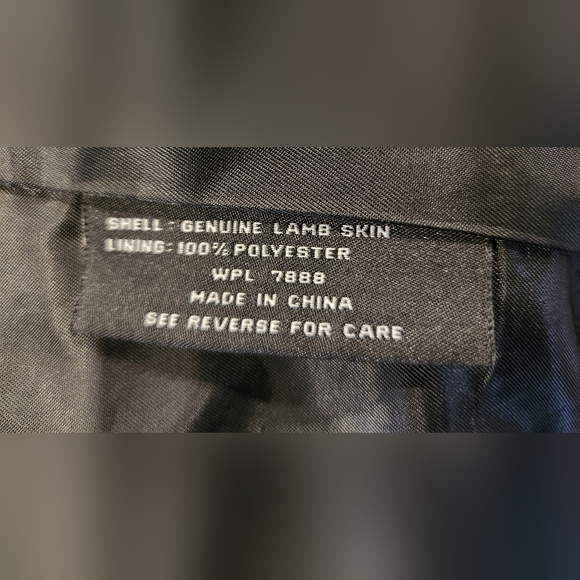 SHELL - GENUINE LAMB SKIN
LINING: 100% POLYESTER
WPL 7888
MADE IN CHINA
SEE REVERSE FOR CARE